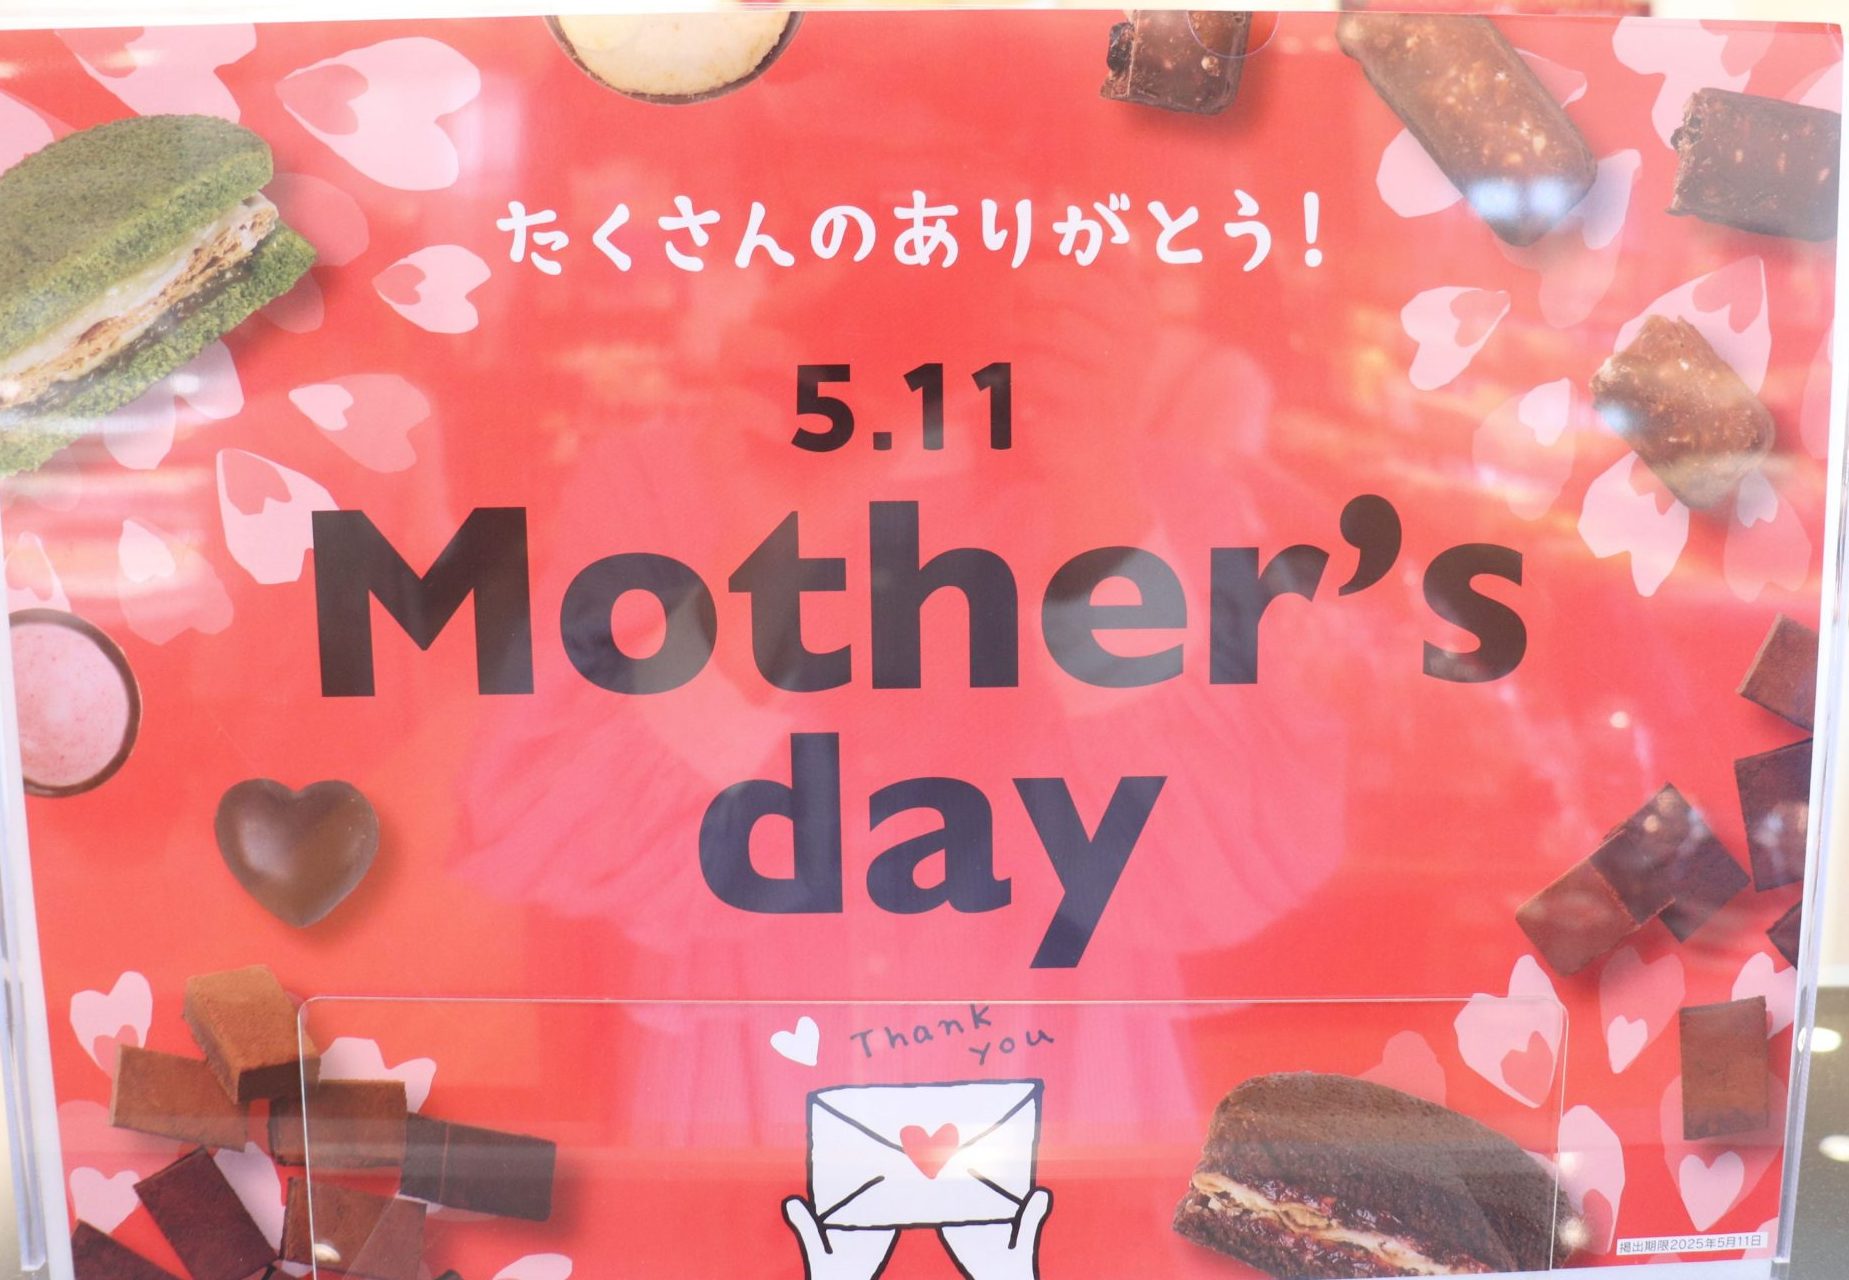 たくさんのありがとう!
5.11
Mother's
day
Thank
you
掲出期限2025年5月11日